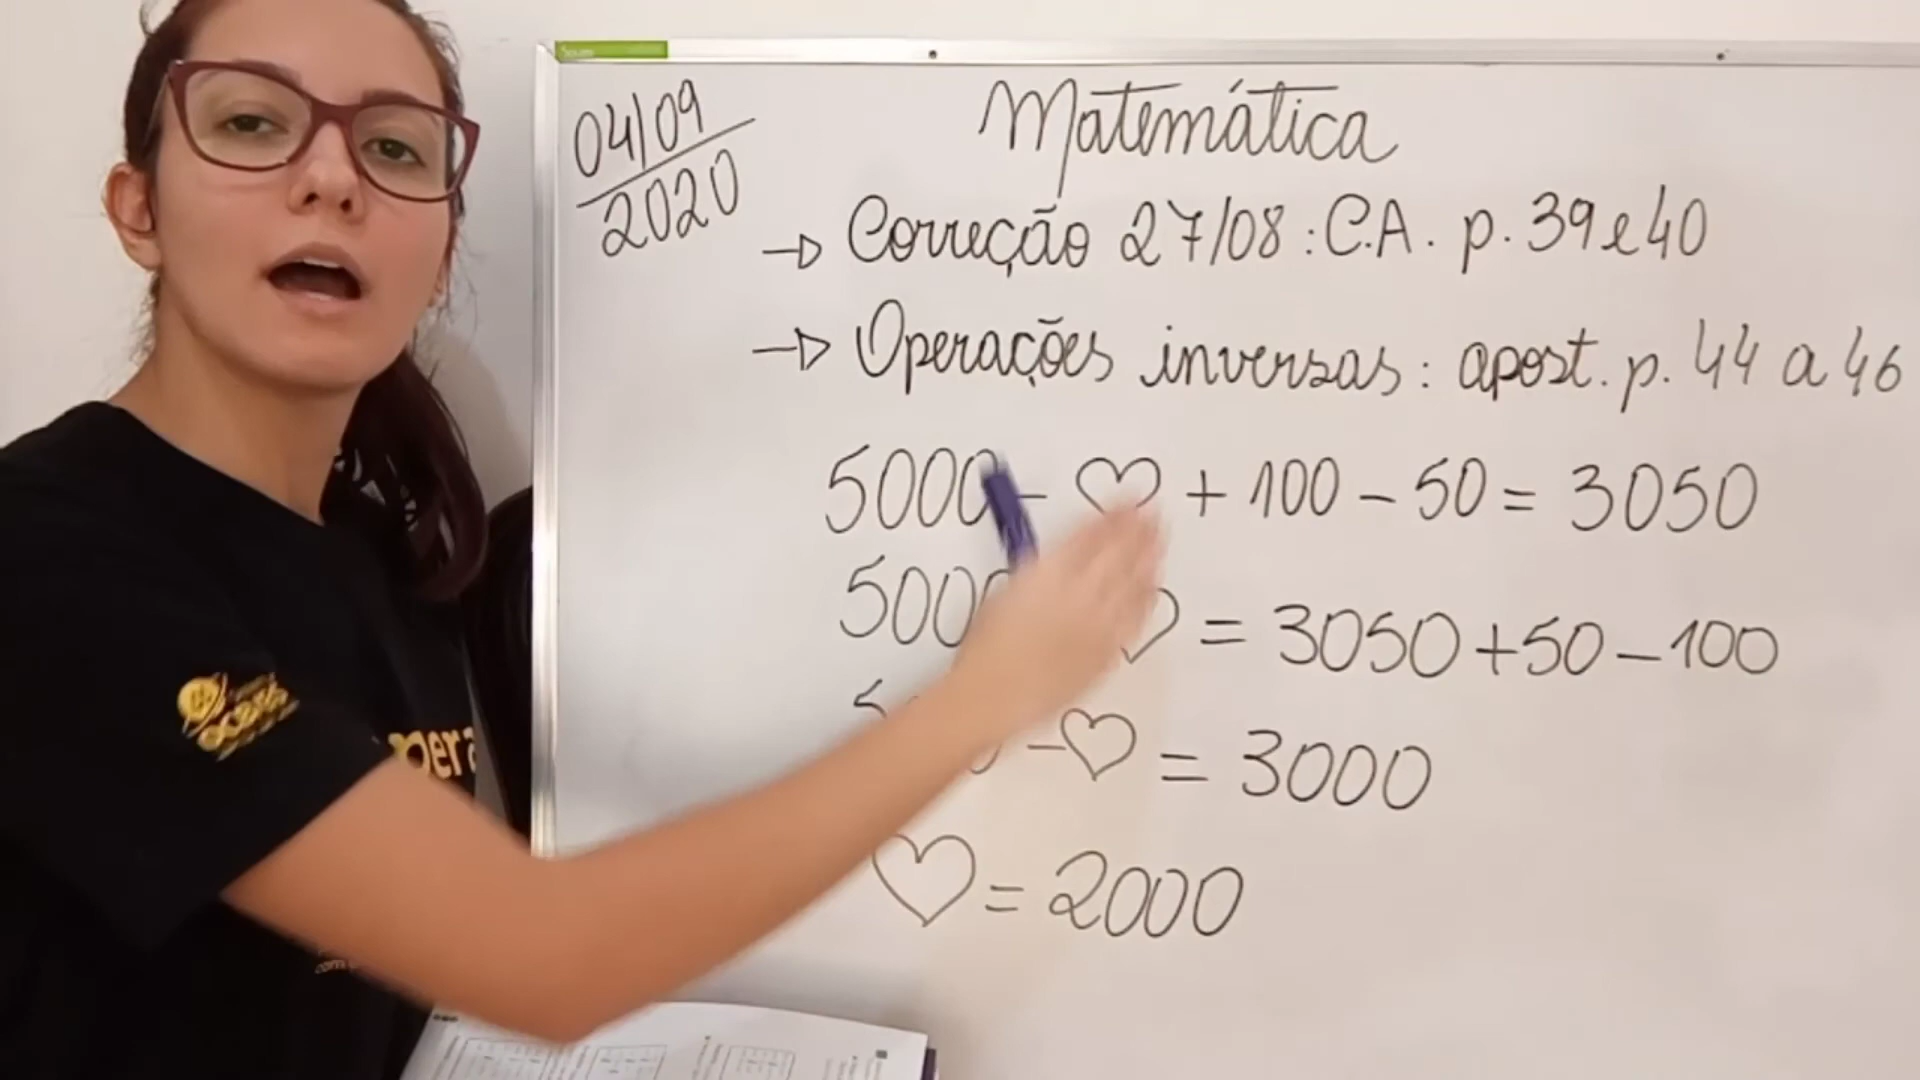 Souza
04/09
2020
Matemática
→ Correção 27/08: C.A. p. 39 e 40
→ Operações inversas: apost. p. 44 a 46
5000 - ♡ + 100 - 50 = 3050
♡ = 3050 + 50 - 100
- ♡ = 3000
♡ = 2000